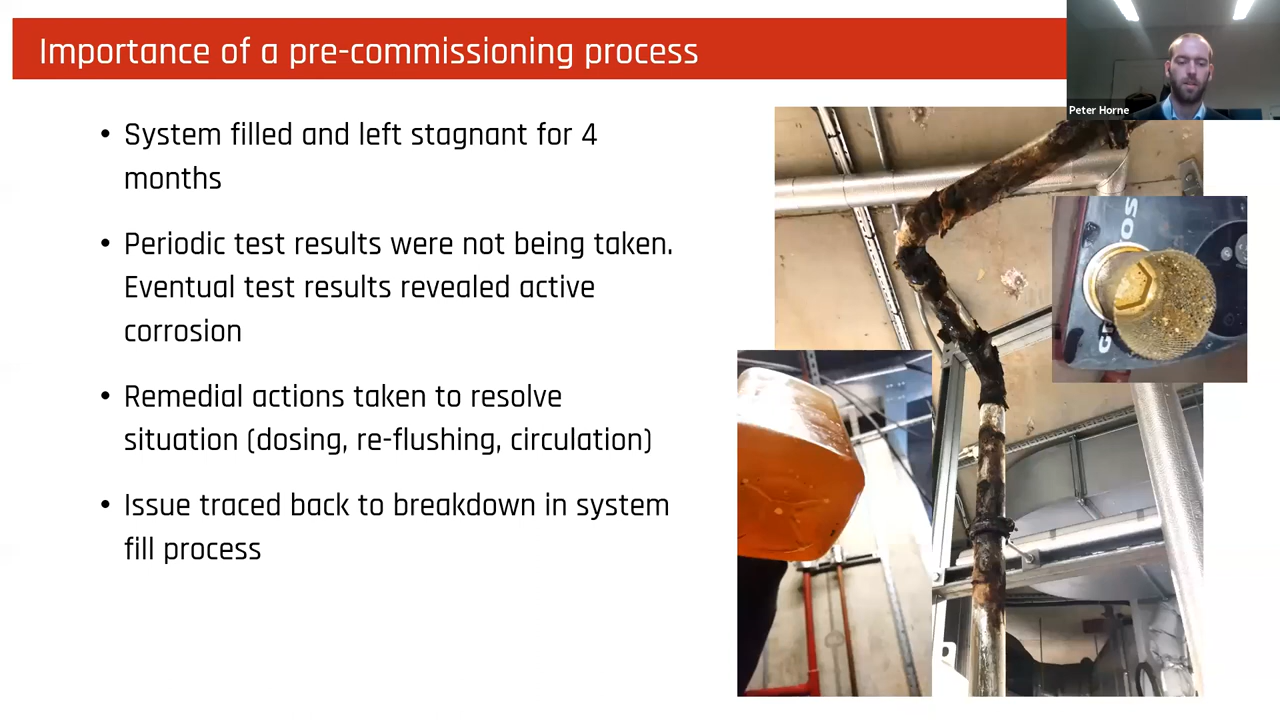 Importance of a pre-commissioning process
Peter Horne
• System filled and left stagnant for 4
months
• Periodic test results were not being taken.
Eventual test results revealed active
corrosion
• Remedial actions taken to resolve
situation (dosing, re-flushing, circulation)
• Issue traced back to breakdown in system
fill process